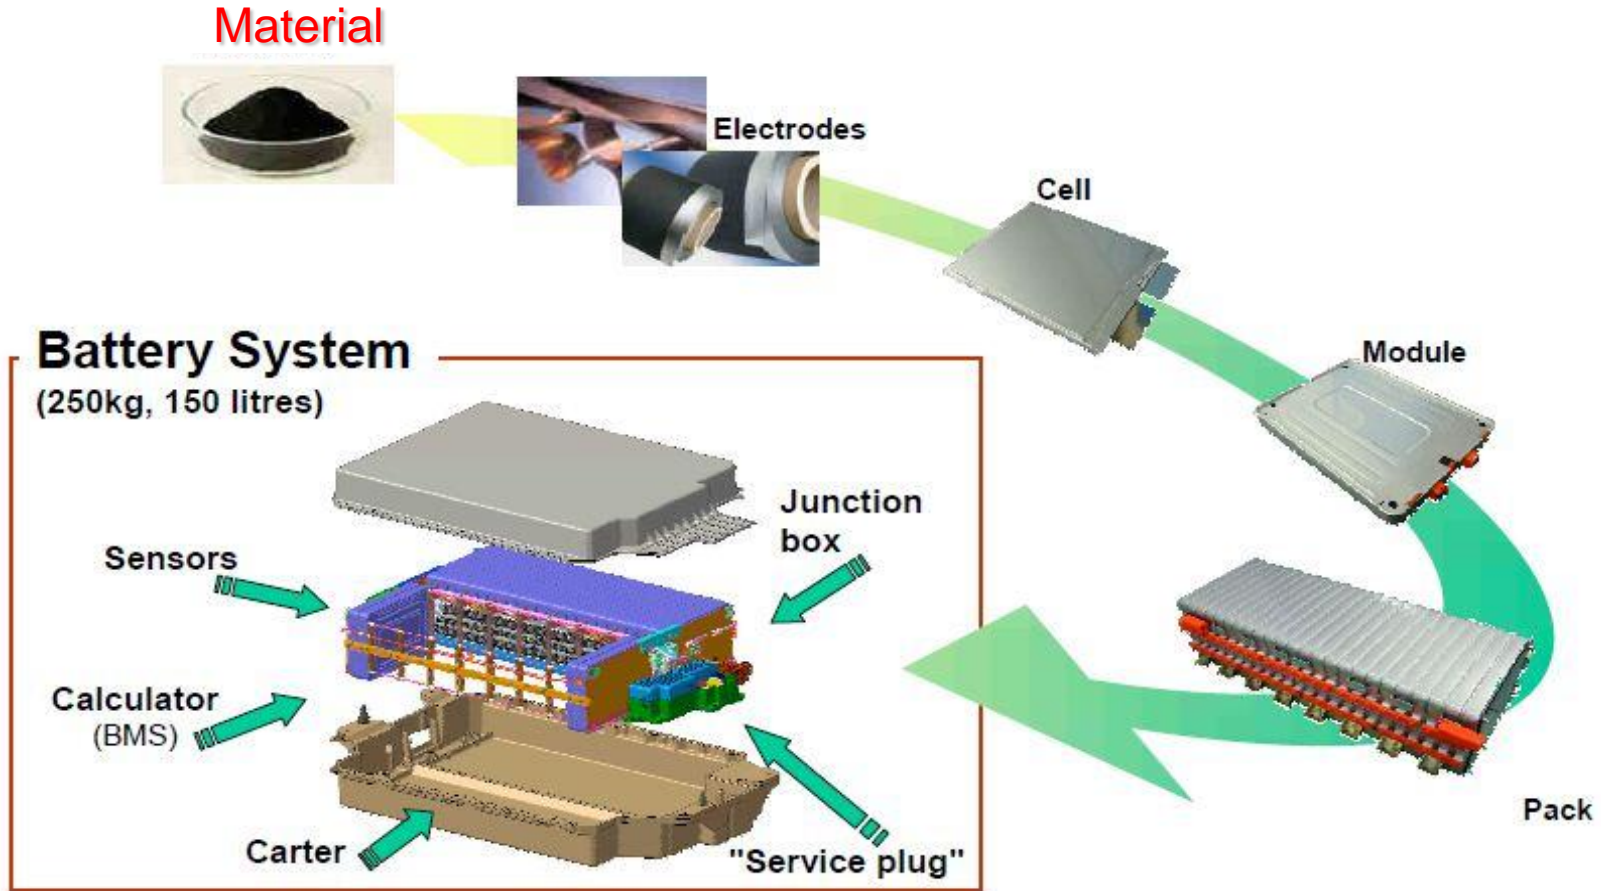 Material
Electrodes
Cell
Module
Battery System
(250kg, 150 litres)
Junction
box
Sensors
Calculator
(BMS)
Pack
Carter
"Service plug"